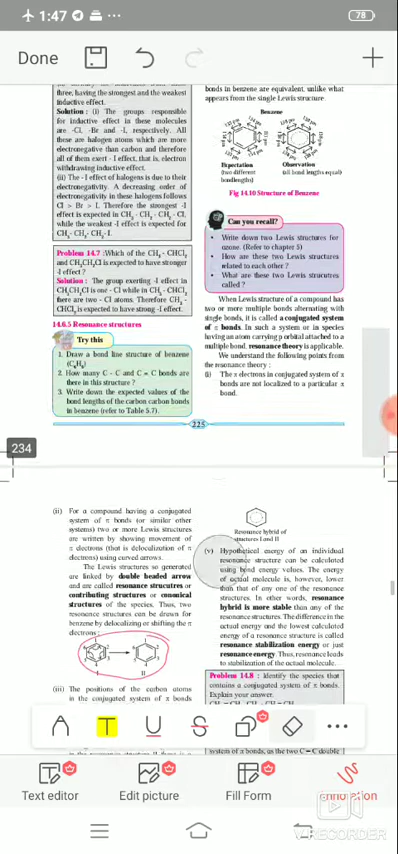 1:47
78
Done
three, having the strongest and the weakest
inductive effect.
Solution : (i) The groups responsible
for inductive effect in these molecules
are -Cl, -Br and -I, respectively. All
these are halogen atoms which are more
electronegative than carbon and therefore
all of them exert - I effect, that is, electron
withdrawing inductive effect.
(ii) The - I effect of halogens is due to their
electronegativity. A decreasing order of
electronegativity in these halogens follows
Cl > Br > I. Therefore the strongest -I
effect is expected in CH3 - CH2 - CH2 - Cl,
while the weakest -I effect is expected for
CH3- CH2- CH2- I.
Problem 14.7 :Which of the CH3 - CHCl2
and CH3CH2Cl is expected to have stronger
-I effect ?
Solution : The group exerting -I effect in
CH3CH2Cl is one - Cl while in CH3 - CHCl2
there are two - Cl atoms. Therefore CH3 -
CHCl2 is expected to have strong -I effect.
14.6.5 Resonance structures
Try this
1. Draw a bond line structure of benzene
(C6H6)
2. How many C - C and C = C bonds are
there in this structure ?
3. Write down the expected values of the
bond lengths of the carbon carbon bonds
in benzene (refer to Table 5.7).
bonds in benzene are equivalent, unlike what
appears from the single Lewis structure.
Benzene
Expectation
(two different
bondlengths)
Observation
(all bond lengths equal)
Fig 14.10 Structure of Benzene
Can you recall?
• Write down two Lewis structures for
ozone. (Refer to chapter 5)
• How are these two Lewis structures
related to each other ?
• What are these two Lewis strucutres
called ?
When Lewis structure of a compound has
two or more multiple bonds alternating with
single bonds, it is called a conjugated system
of π bonds. In such a system or in species
having an atom carrying p orbital attached to a
multiple bond, resonance theory is applicable.
We understand the following points from
the resonance theory :
(i) The π electrons in conjugated system of π
bonds are not localized to a particular π
bond.
225
234
(ii) For a compound having a conjugated
system of π bonds (or similar other
systems) two or more Lewis structures
are written by showing movement of
π electrons (that is delocalization of π
electrons) using curved arrows.
The Lewis structures so generated
are linked by double headed arrow
and are called resonance strucutres or
contributing structures or canonical
structures of the species. Thus, two
resonance structures can be drawn for
benzene by delocalizing or shifting the π
electrons :
I II
(iii) The positions of the carbon atoms
in the conjugated system of π bonds
Resonance hybrid of
structures I and II
(v) Hypothetical energy of an individual
resonance structure can be calculated
using bond energy values. The energy
of actual molecule is, however, lower
than that of any one of the resonance
structures. In other words, resonance
hybrid is more stable than any of the
resonance structures. The difference in the
actual energy and the lowest calculated
energy of a resonance structure is called
resonance stabilization energy or just
resonance energy. Thus, resonance leads
to stabilization of the actual molecule.
Problem 14.8 : Identify the species that
contains a conjugated system of π bonds.
Explain your answer.
system of π bonds, as the two C = C double
Text editor
Edit picture
Fill Form
Annotation
RECORDER